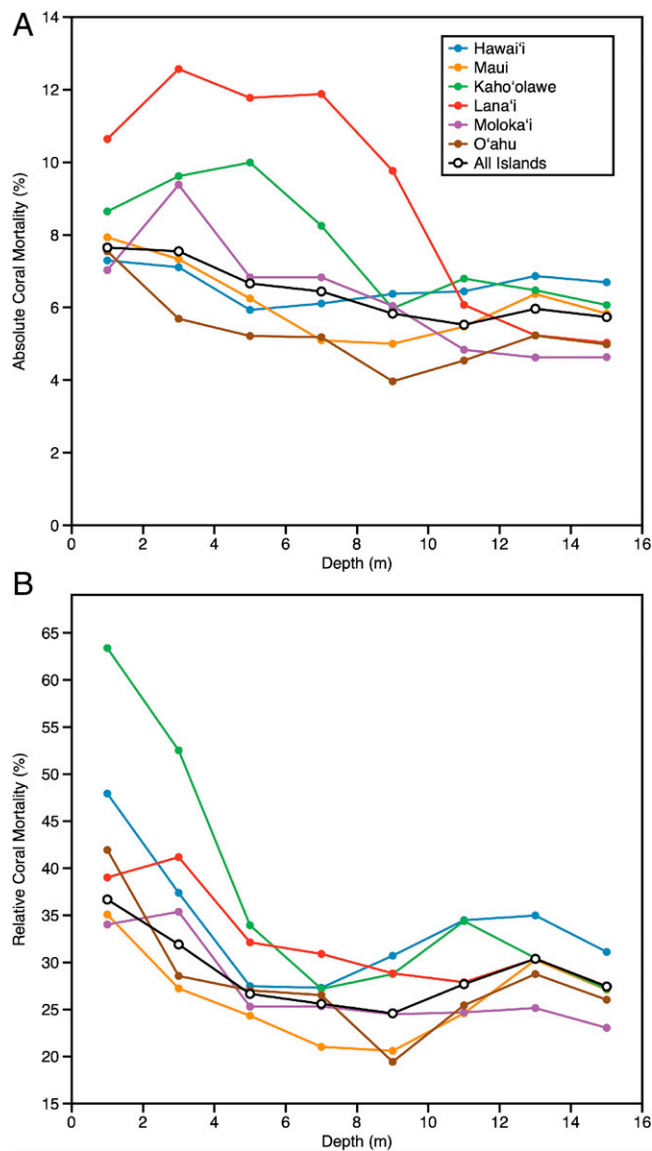 A
14
12
10
8
6
4
2
0
Absolute Coral Mortality (%)
Hawai‘i
Maui
Kaho‘olawe
Lana‘i
Moloka‘i
O‘ahu
All Islands
0 2 4 6 8 10 12 14 16
Depth (m)
B
65
60
55
50
45
40
35
30
25
20
15
Relative Coral Mortality (%)
0 2 4 6 8 10 12 14 16
Depth (m)